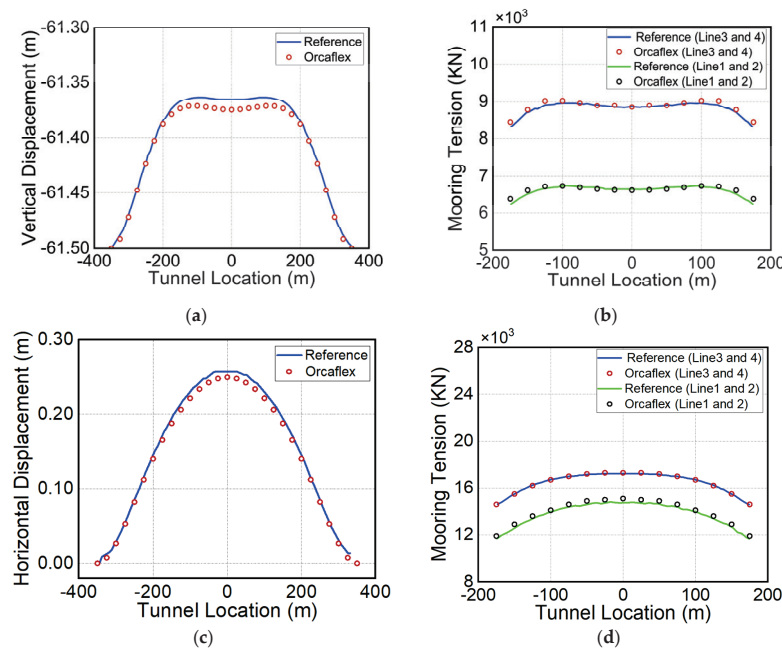 -61.30
Reference
Orcaflex
-61.35
-61.40
-61.45
-61.50
Vertical Displacement (m)
-400 -200 0 200 400
Tunnel Location (m)
(a)
×10³
11
10
9
8
7
6
5
Reference (Line3 and 4)
Orcaflex (Line3 and 4)
Reference (Line1 and 2)
Orcaflex (Line1 and 2)
Mooring Tension (KN)
-200 -100 0 100 200
Tunnel Location (m)
(b)
0.30
Reference
Orcaflex
0.20
0.10
0.00
Horizontal Displacement (m)
-400 -200 0 200 400
Tunnel Location (m)
(c)
×10³
28
24
20
16
12
8
Reference (Line3 and 4)
Orcaflex (Line3 and 4)
Reference (Line1 and 2)
Orcaflex (Line1 and 2)
Mooring Tension (KN)
-200 -100 0 100 200
Tunnel Location (m)
(d)